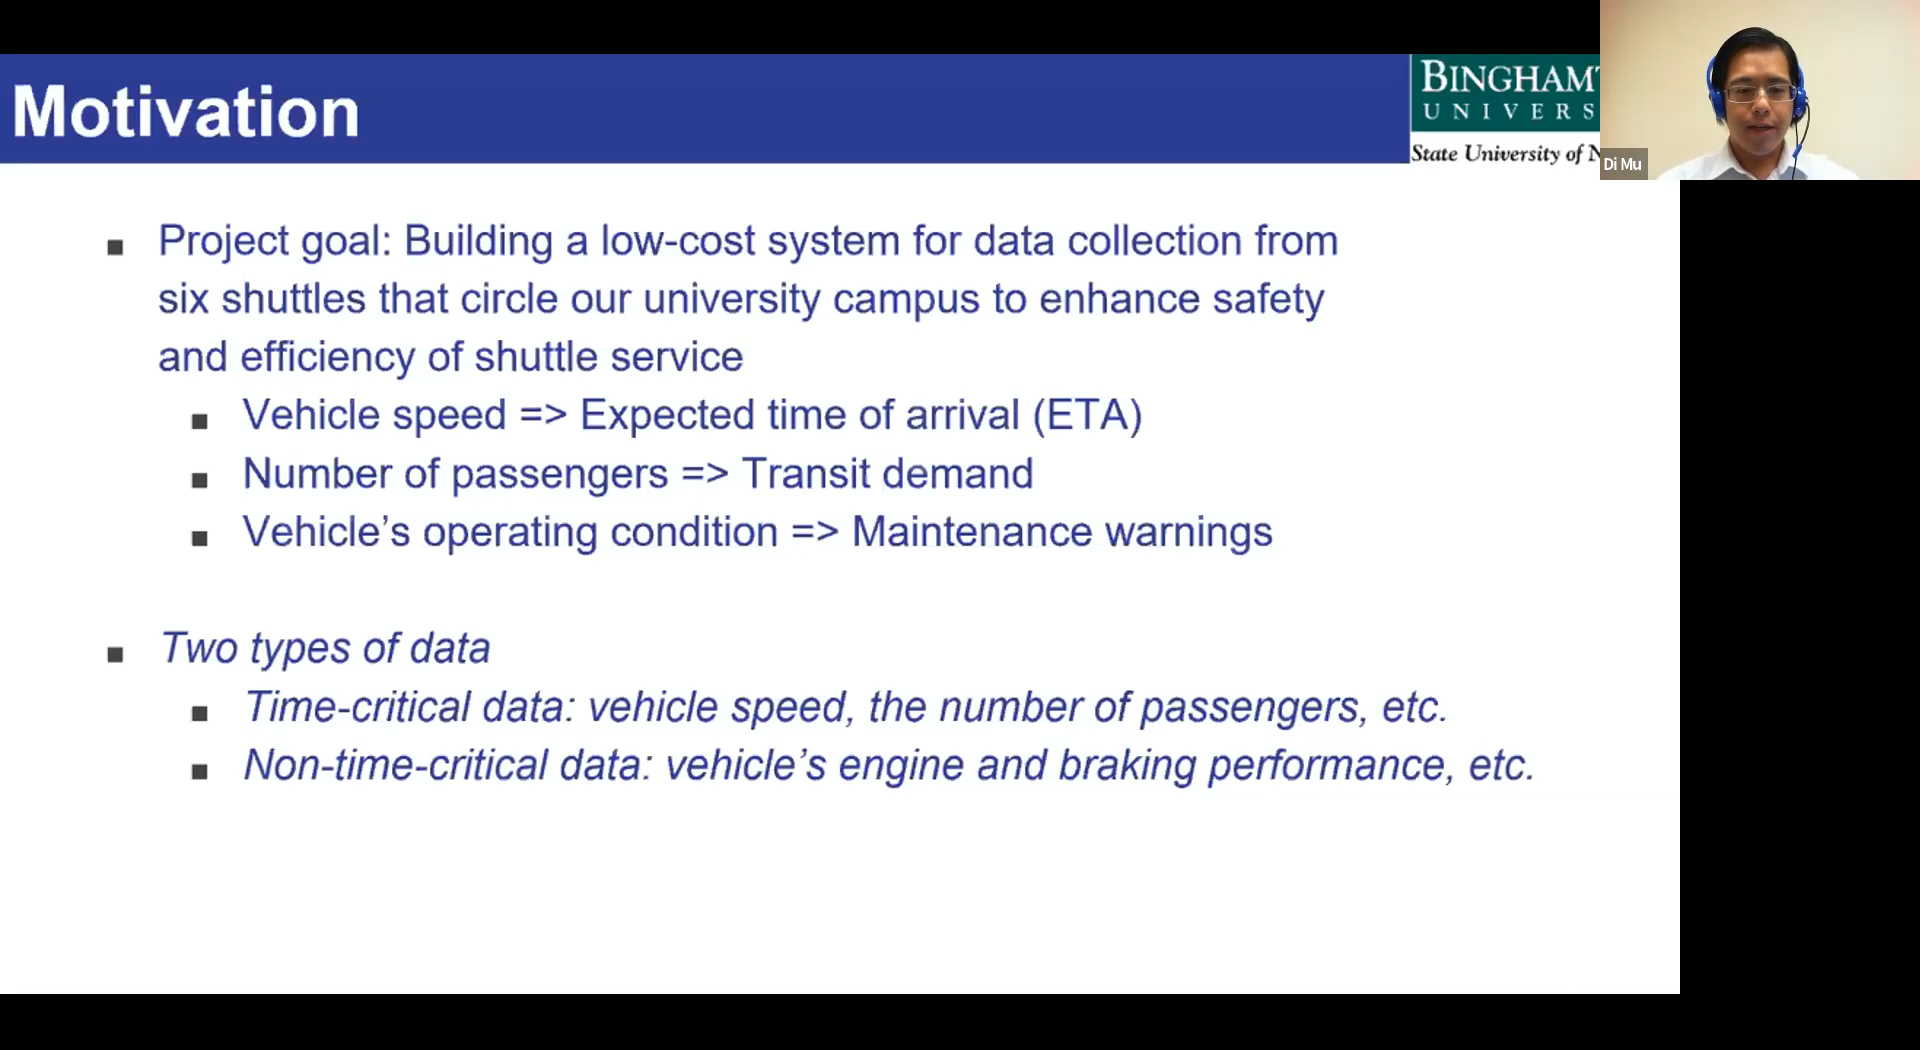 Motivation
BINGHAM
UNIVERS
State University of
Di Mu
Project goal: Building a low-cost system for data collection from
six shuttles that circle our university campus to enhance safety
and efficiency of shuttle service
Vehicle speed => Expected time of arrival (ETA)
Number of passengers => Transit demand
Vehicle’s operating condition => Maintenance warnings
Two types of data
Time-critical data: vehicle speed, the number of passengers, etc.
Non-time-critical data: vehicle’s engine and braking performance, etc.